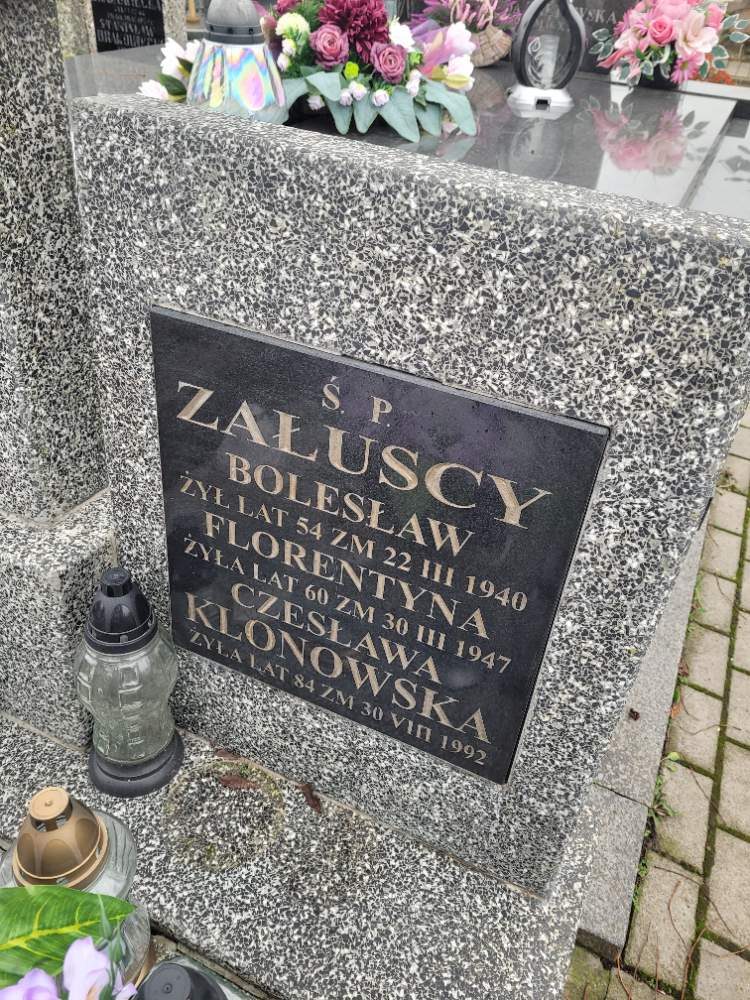 Ś. P.
ZAŁUSCY
BOLESŁAW
ŻYŁ LAT 54 ZM 22 III 1940
FLORENTYNA
ŻYŁA LAT 60 ZM 30 III 1947
CZESŁAWA
KLONOWSKA
ŻYŁA LAT 84 ZM 30 VIII 1992